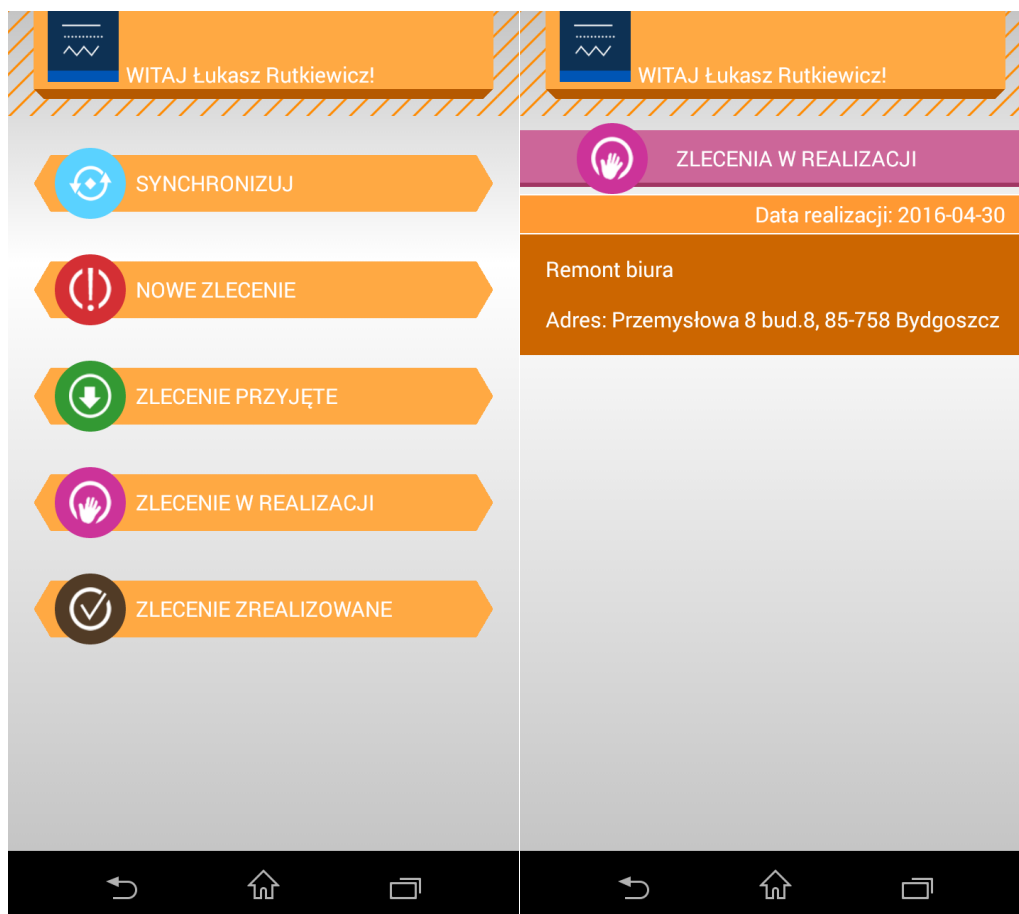 WITAJ Łukasz Rutkiewicz!
SYNCHRONIZUJ
NOWE ZLECENIE
ZLECENIE PRZYJĘTE
ZLECENIE W REALIZACJI
ZLECENIE ZREALIZOWANE
WITAJ Łukasz Rutkiewicz!
ZLECENIA W REALIZACJI
Data realizacji: 2016-04-30
Remont biura
Adres: Przemysłowa 8 bud.8, 85-758 Bydgoszcz